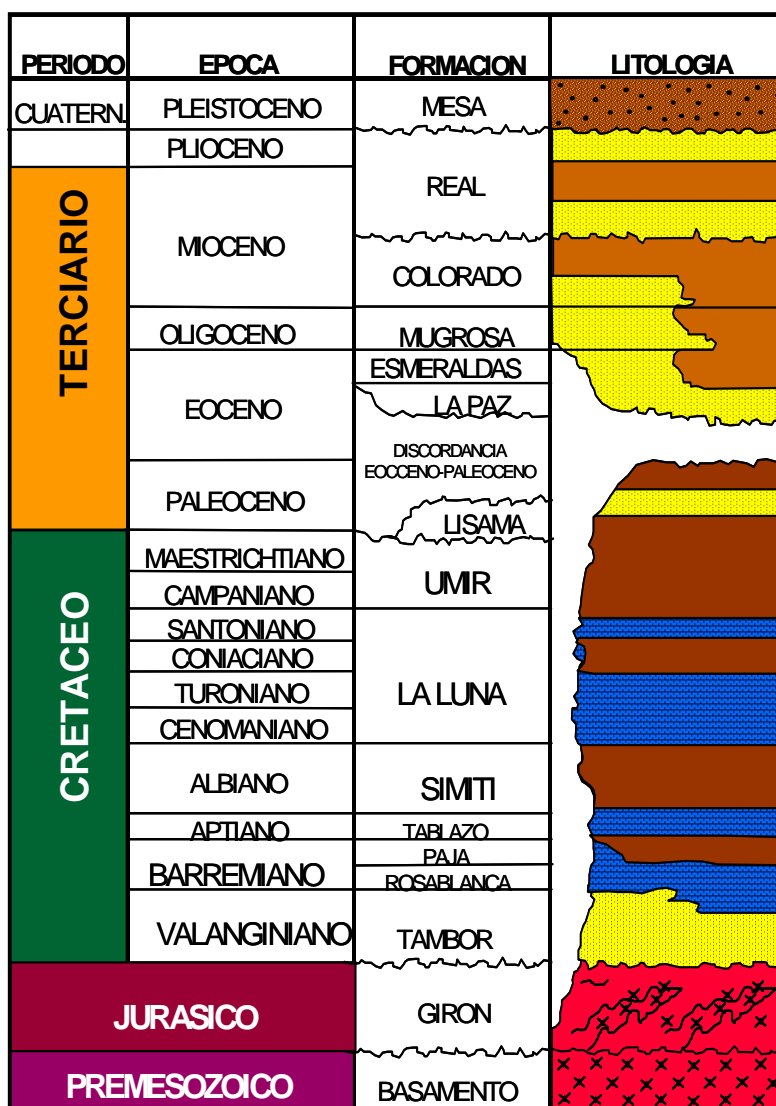 PERIODO EPOCA FORMACION LITOLOGIA
CUATERN. PLEISTOCENO MESA
PLIOCENO
REAL
TERCIARIO
MIOCENO
COLORADO
OLIGOCENO MUGROSA
ESMERALDAS
EOCENO
LA PAZ
DISCORDANCIA
EOCCENO-PALEOCENO
PALEOCENO
LISAMA
MAESTRICHTIANO
UMIR
CAMPANIANO
CRETACEO
SANTONIANO
CONIACIANO
TURONIANO LA LUNA
CENOMANIANO
ALBIANO SIMITI
APTIANO TABLAZO
PAJA
BARREMIANO
ROSABLANCA
VALANGINIANO TAMBOR
JURASICO GIRON
PREMESOZOICO BASAMENTO